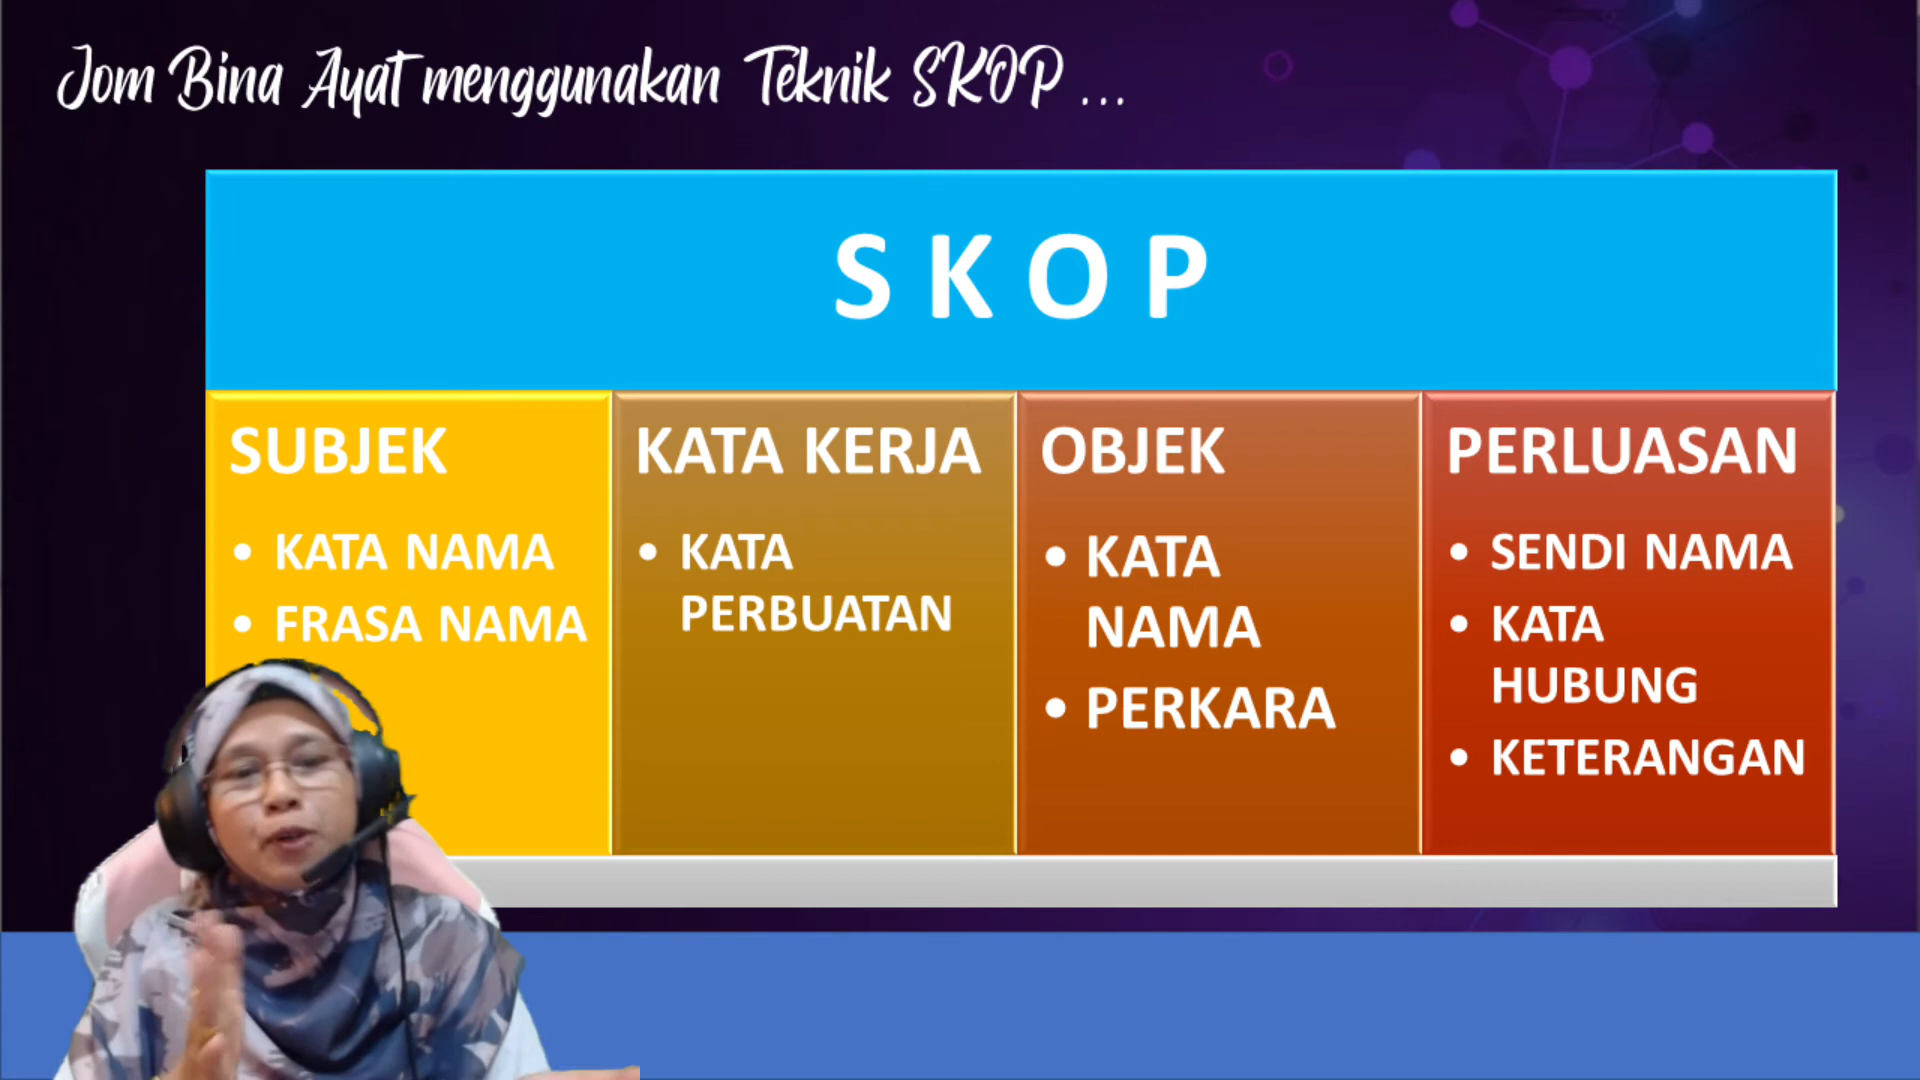 Jom Bina Ayat menggunakan Teknik SKOP ...
S K O P
SUBJEK
• KATA NAMA
• FRASA NAMA
KATA KERJA
• KATA
PERBUATAN
OBJEK
• KATA
NAMA
• PERKARA
PERLUASAN
• SENDI NAMA
• KATA
HUBUNG
• KETERANGAN